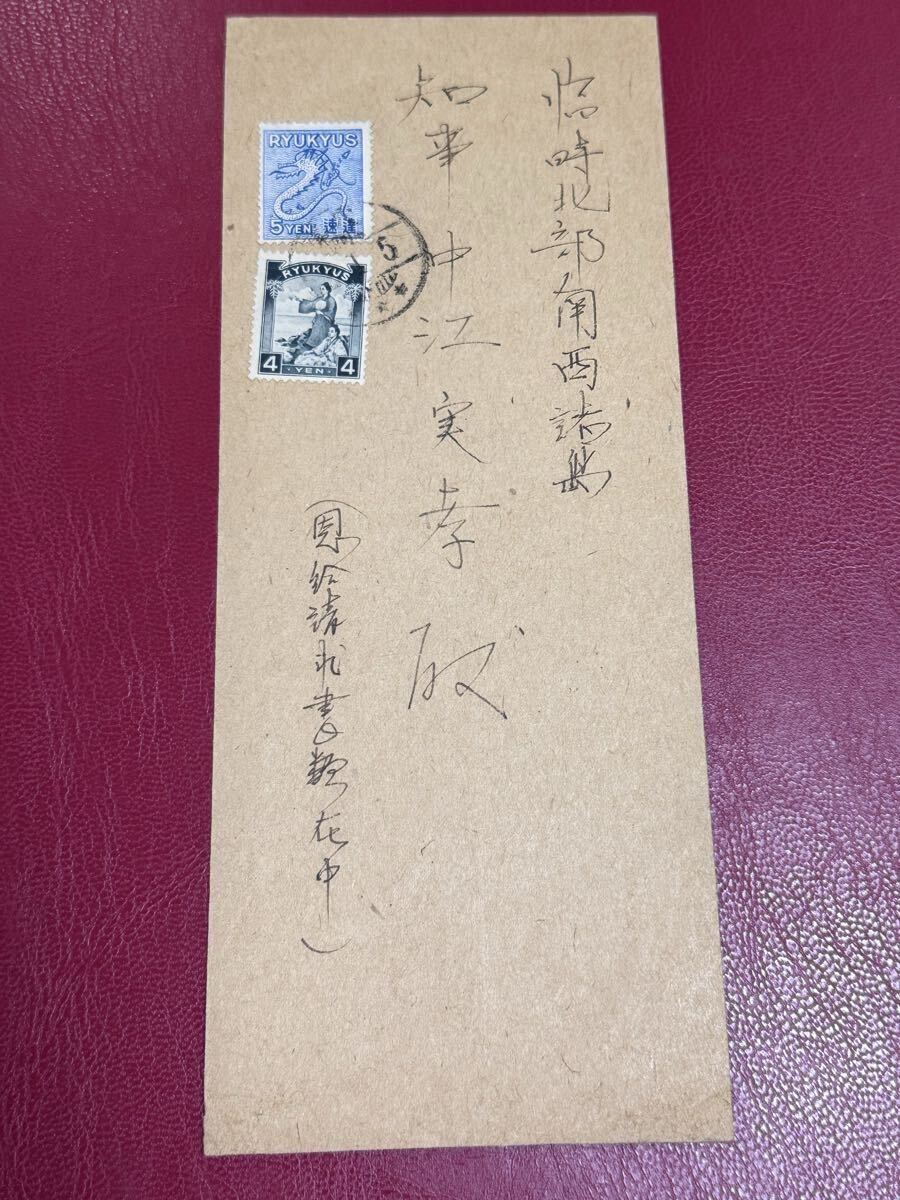 臨時北部南西諸島
知事 中江実孝 殿
（恩給請求書類在中）
RYUKYUS
5 YEN 速達
RYUKYUS
4 4
YEN
5